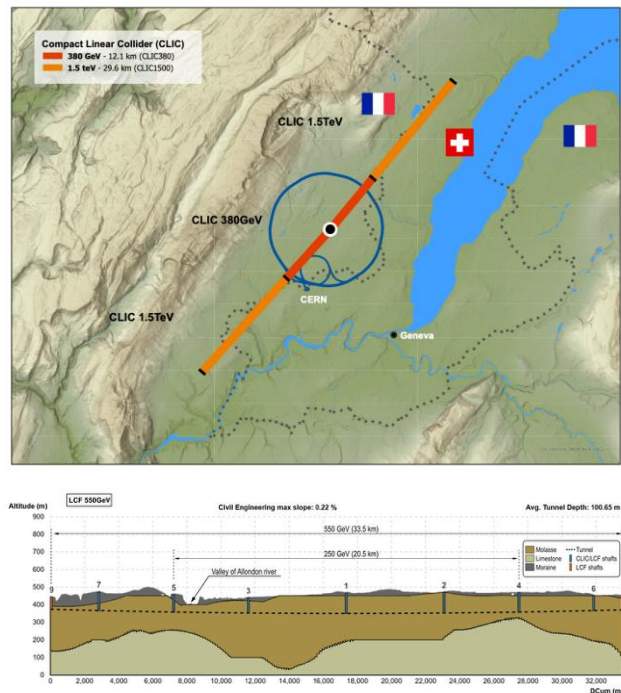 Compact Linear Collider (CLIC)
380 GeV - 12.1 km (CLIC380)
1.5 teV - 29.6 km (CLIC1500)
CLIC 1.5TeV
CLIC 380GeV
CERN
CLIC 1.5TeV
Geneva
Altitude (m)
LCF 550GeV
Civil Engineering max slope: 0.22 %
Avg. Tunnel Depth: 100.65 m
900
800
700
600
500
400
300
200
100
0
550 GeV (33.5 km)
250 GeV (20.5 km)
Valley of Allondon river
Molasse
Limestone
Moraine
Tunnel
CLIC/LCF shafts
LCF shafts
9 7 5 3 1 2 4 6
0 2,000 4,000 6,000 8,000 10,000 12,000 14,000 16,000 18,000 20,000 22,000 24,000 26,000 28,000 30,000 32,000
DCum (m